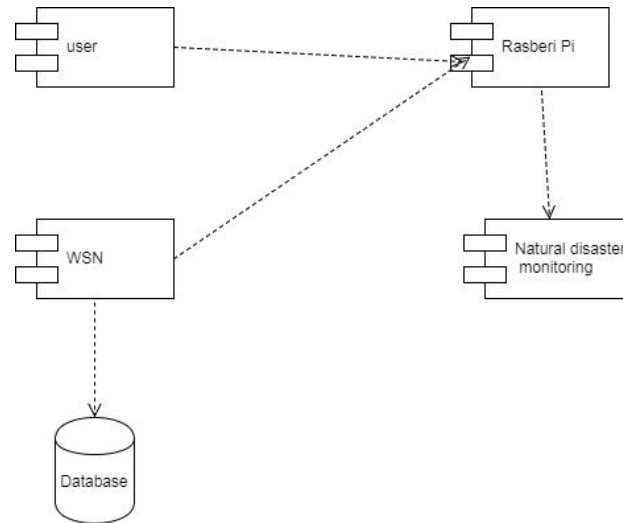 user
Rasberi Pi
WSN
Natural disaster
monitoring
Database